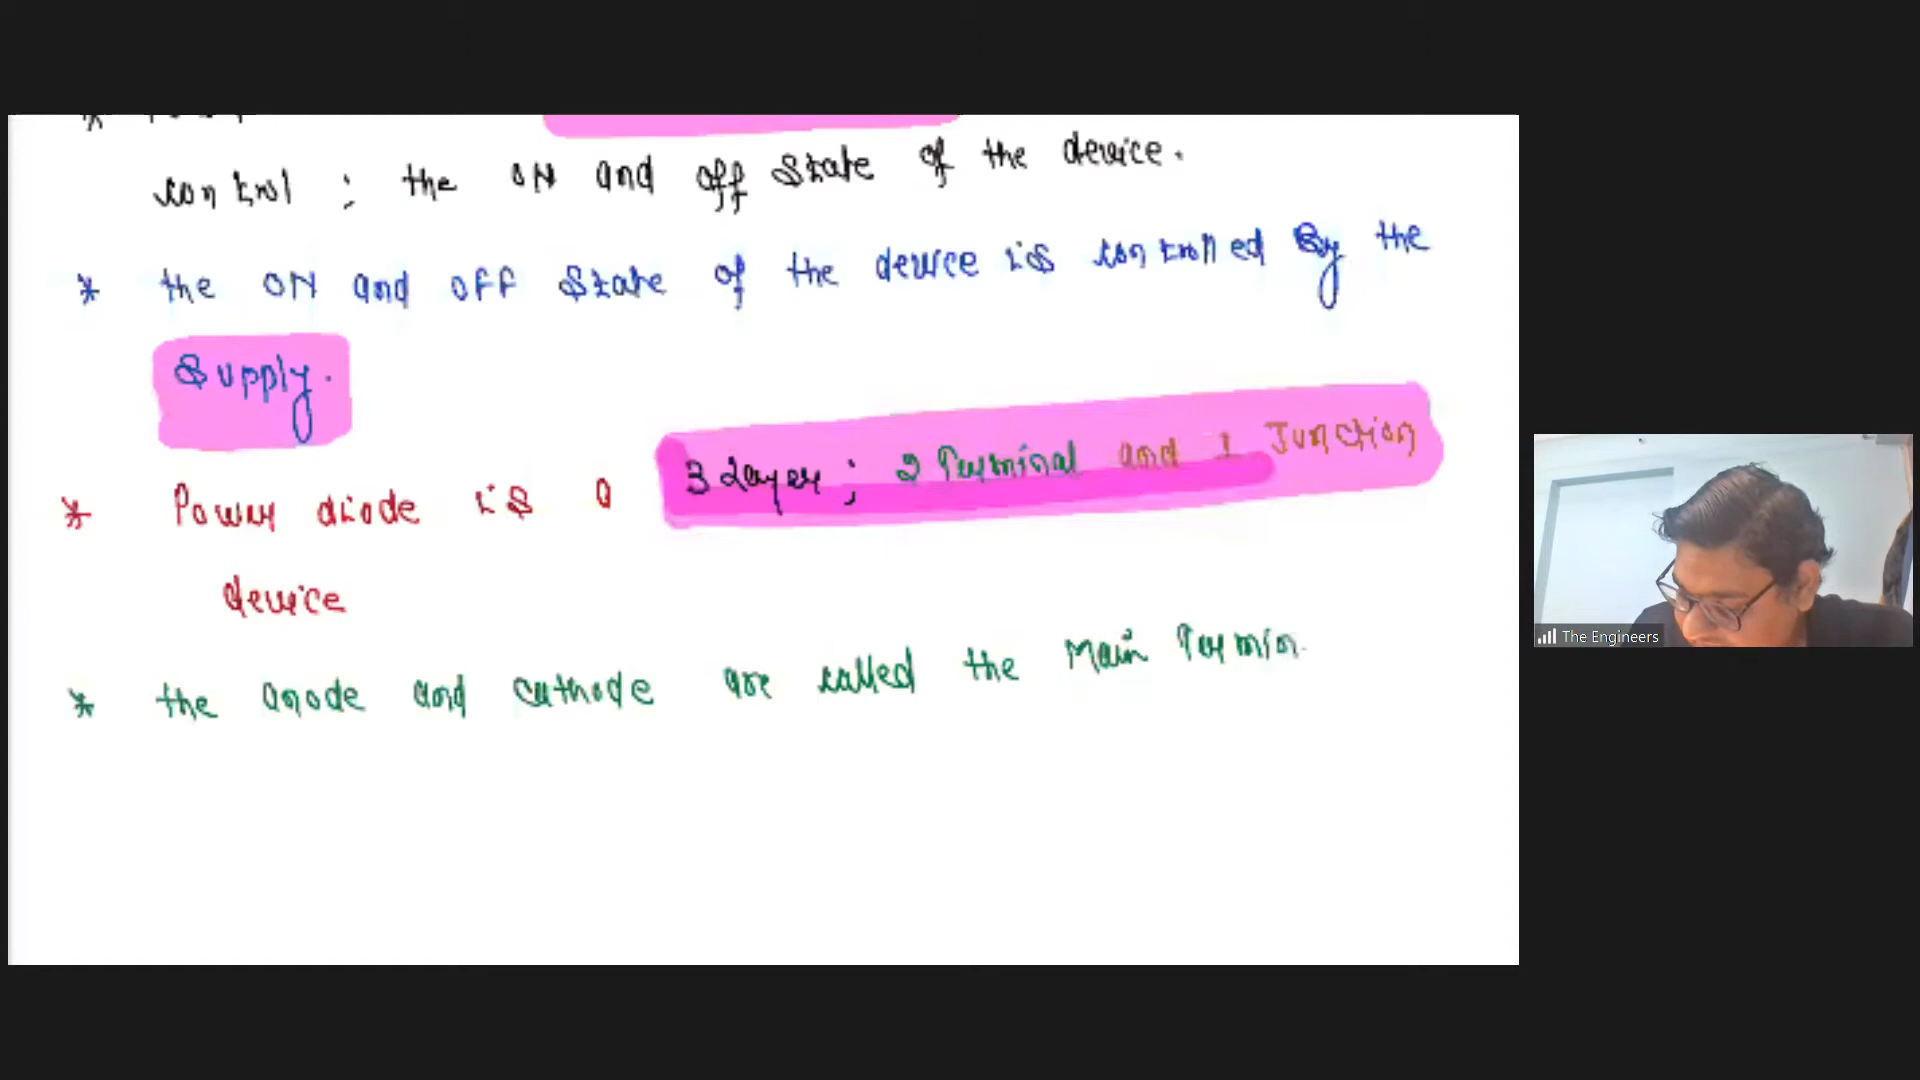 control : the ON and off state of the device.
* the ON and OFF state of the device is controlled By the
Supply.
* Power diode is a 3 Layer ; 2 Terminal and 1 Junction
device
* the anode and cathode are called the Main Termin
The Engineers